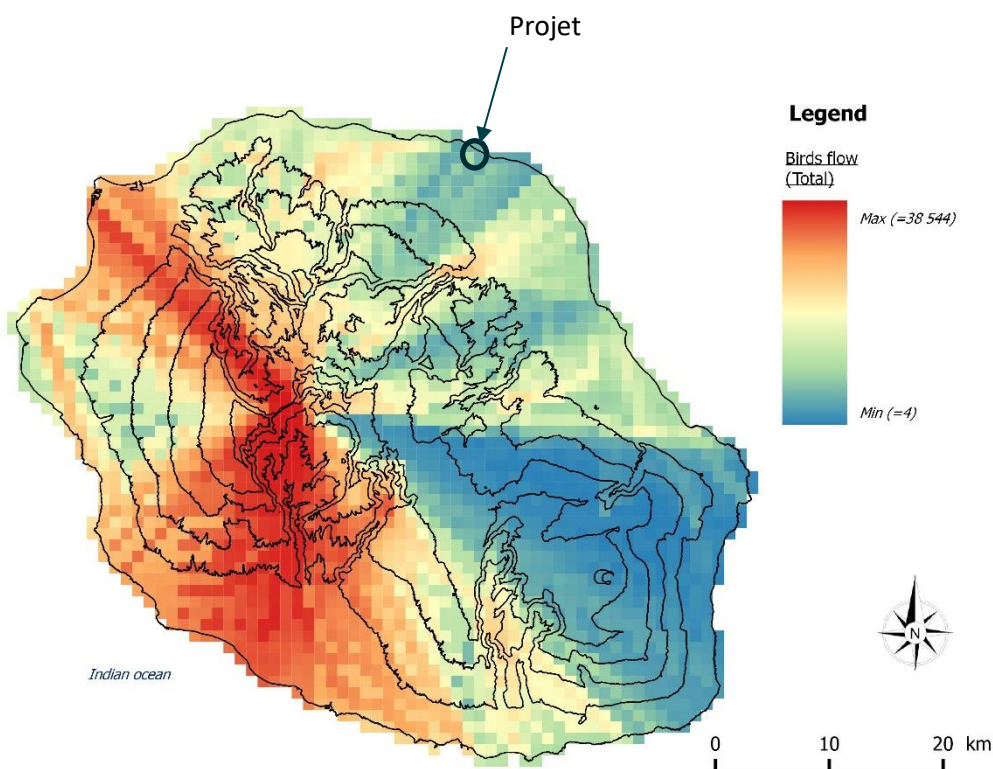 Projet
Legend
Birds flow
(Total)
Max (=38 544)
Min (=4)
N
Indian ocean
0 10 20 km